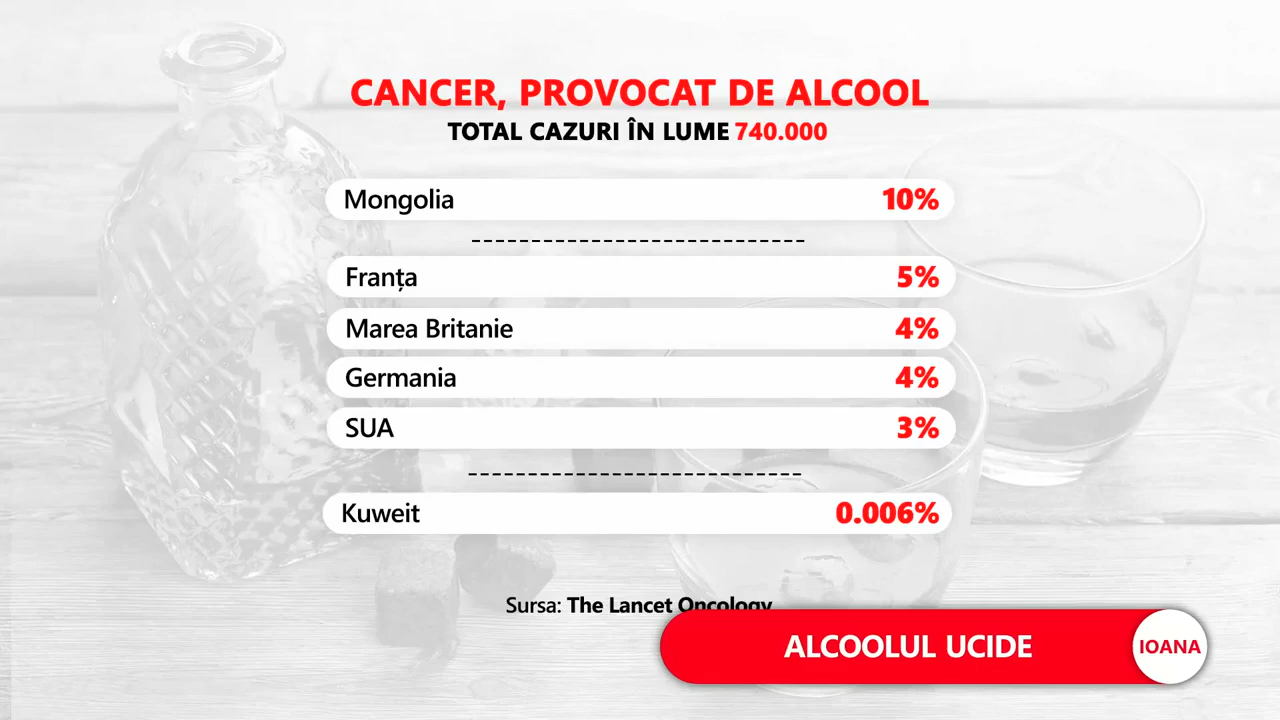 CANCER, PROVOCAT DE ALCOOL
TOTAL CAZURI ÎN LUME 740.000
Mongolia 10%
Franța 5%
Marea Britanie 4%
Germania 4%
SUA 3%
Kuweit 0.006%
Sursa: The Lancet Oncology
ALCOOLUL UCIDE IOANA